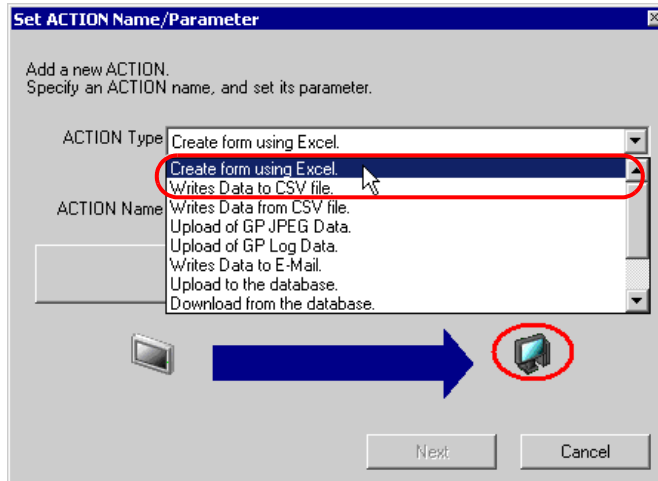 Set ACTION Name/Parameter
Add a new ACTION.
Specify an ACTION name, and set its parameter.
ACTION Type
Create form using Excel.
Create form using Excel.
Writes Data to CSV file.
ACTION Name
Writes Data from CSV file.
Upload of GP JPEG Data.
Upload of GP Log Data.
Writes Data to E-Mail.
Upload to the database.
Download from the database.
Next
Cancel